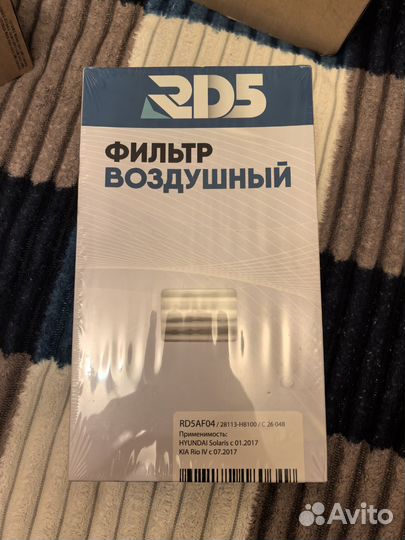 RD5
ФИЛЬТР
ВОЗДУШНЫЙ
RD5AF04 / 28113-H8100 / C 26 048
Применимость:
HYUNDAI Solaris с 01.2017
KIA Rio IV с 07.2017
Avito